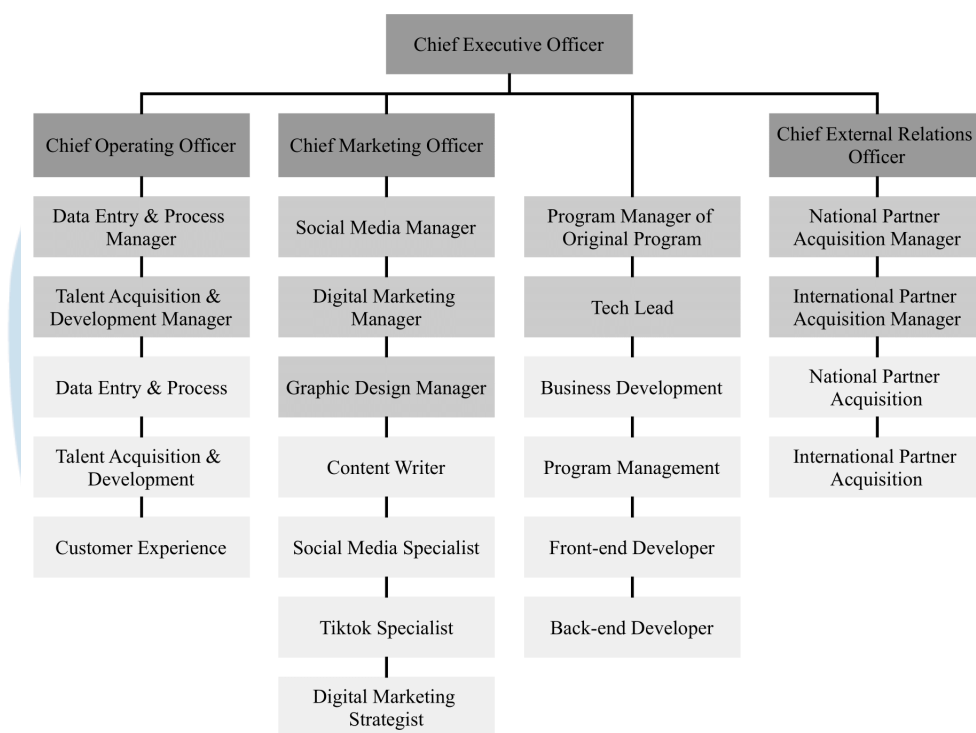 Chief Executive Officer
Chief Operating Officer
Data Entry & Process
Manager
Talent Acquisition &
Development Manager
Data Entry & Process
Talent Acquisition &
Development
Customer Experience
Chief Marketing Officer
Social Media Manager
Digital Marketing
Manager
Graphic Design Manager
Content Writer
Social Media Specialist
Tiktok Specialist
Digital Marketing
Strategist
Program Manager of
Original Program
Tech Lead
Business Development
Program Management
Front-end Developer
Back-end Developer
Chief External Relations
Officer
National Partner
Acquisition Manager
International Partner
Acquisition Manager
National Partner
Acquisition
International Partner
Acquisition